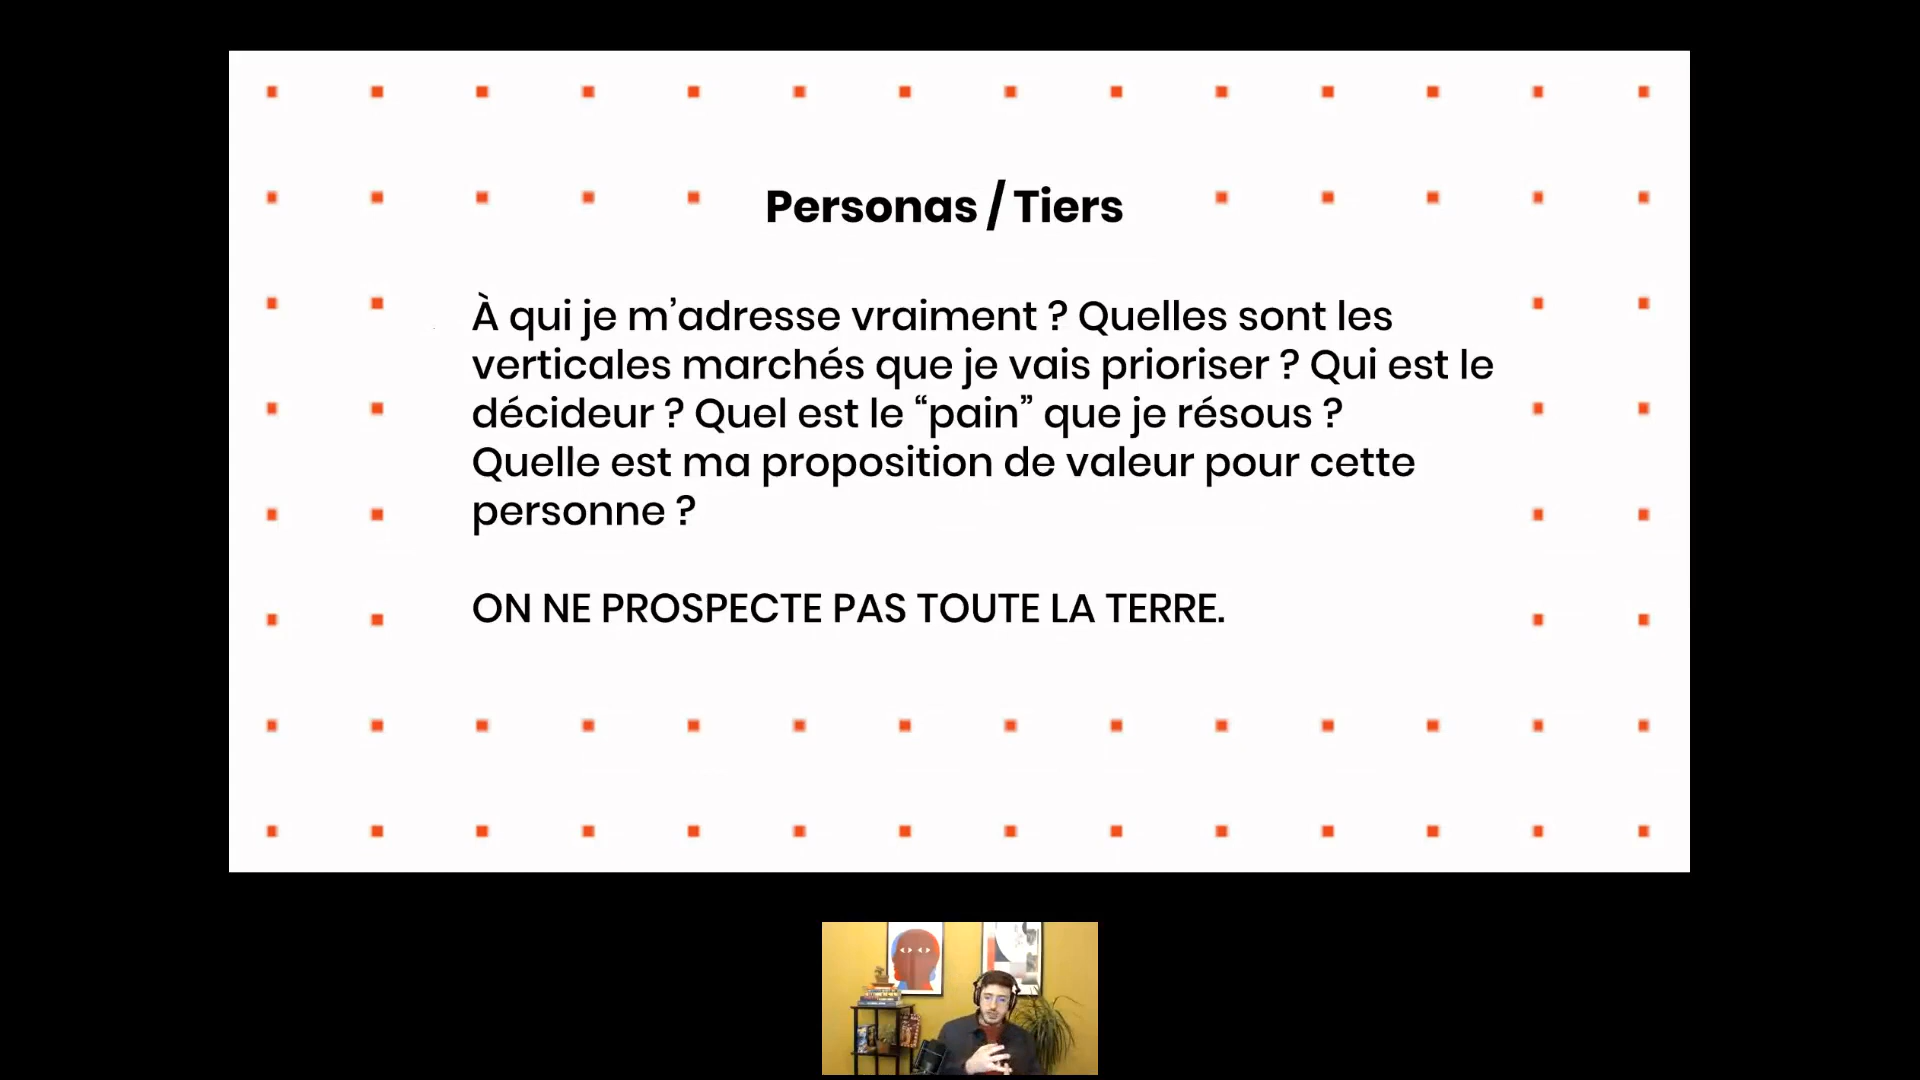 Personas / Tiers
À qui je m’adresse vraiment ? Quelles sont les
verticales marchés que je vais prioriser ? Qui est le
décideur ? Quel est le “pain” que je résous ?
Quelle est ma proposition de valeur pour cette
personne ?
ON NE PROSPECTE PAS TOUTE LA TERRE.